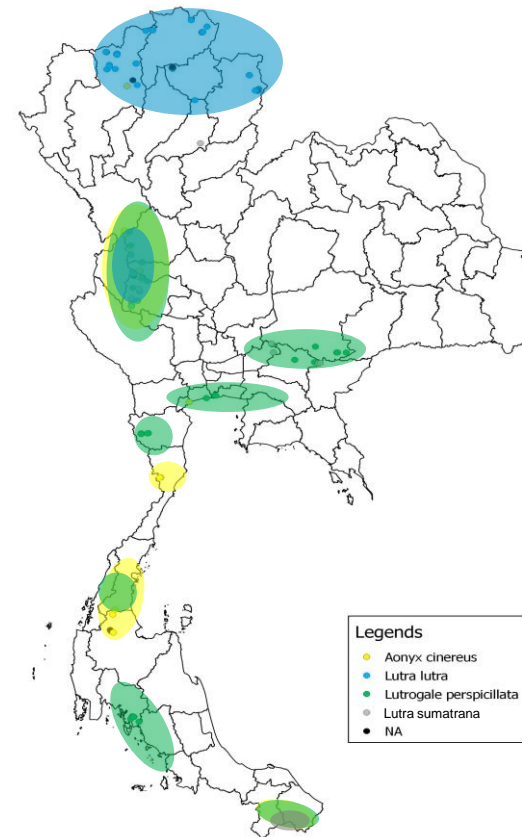 Legends
Aonyx cinereus
Lutra lutra
Lutrogale perspicillata
Lutra sumatrana
NA